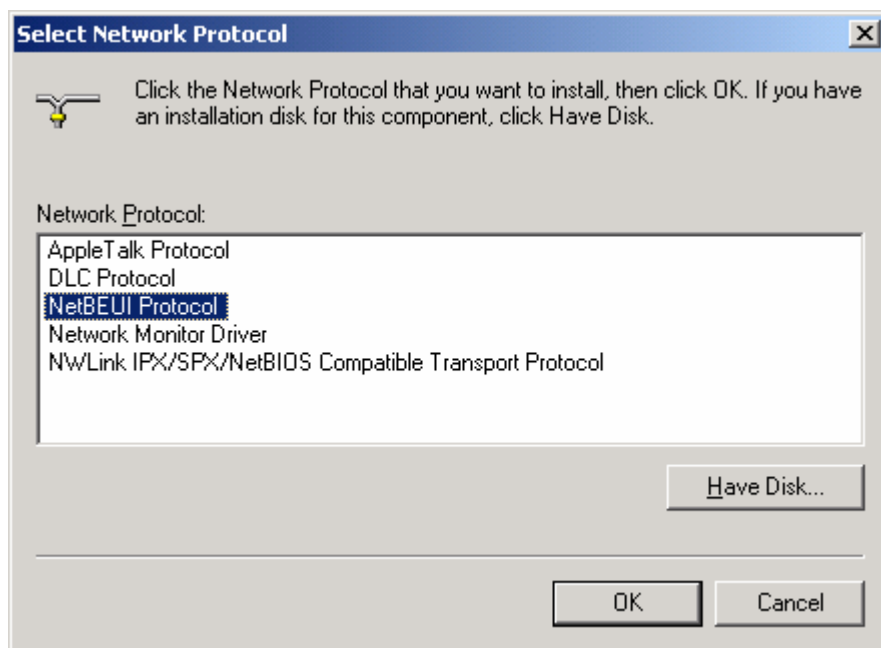 Select Network Protocol
Click the Network Protocol that you want to install, then click OK. If you have
an installation disk for this component, click Have Disk.
Network Protocol:
AppleTalk Protocol
DLC Protocol
NetBEUI Protocol
Network Monitor Driver
NWLink IPX/SPX/NetBIOS Compatible Transport Protocol
Have Disk...
OK Cancel